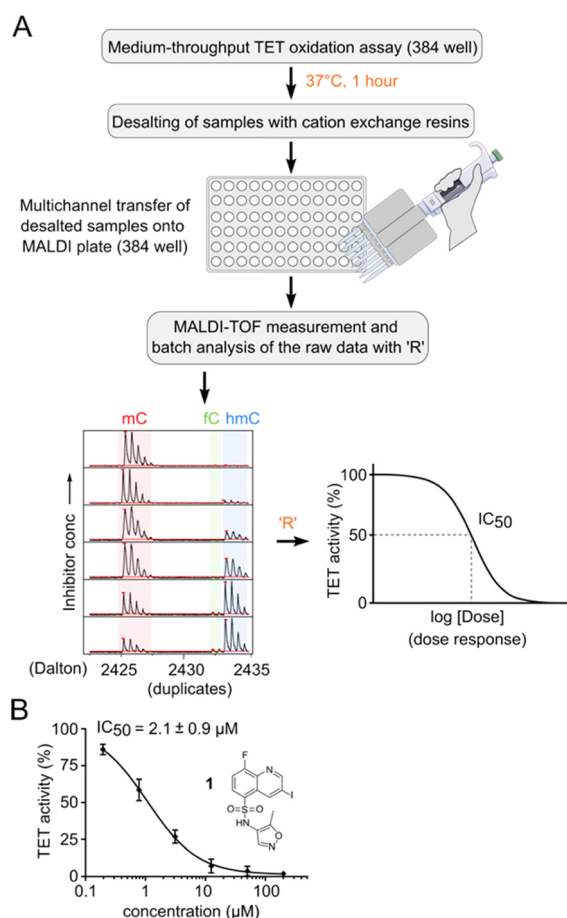 A
Medium-throughput TET oxidation assay (384 well)
37°C, 1 hour
Desalting of samples with cation exchange resins
Multichannel transfer of
desalted samples onto
MALDI plate (384 well)
MALDI-TOF measurement and
batch analysis of the raw data with 'R'
mC fC hmC
Inhibitor conc
(Dalton) 2425 2430 2435
(duplicates)
'R'
TET activity (%)
100
50
0
IC50
log [Dose]
(dose response)
B
IC50 = 2.1 ± 0.9 µM
TET activity (%)
100
75
50
25
0
0.1 1 10 100
concentration (µM)
1
F
N
I
O=S=O
HN
O
N